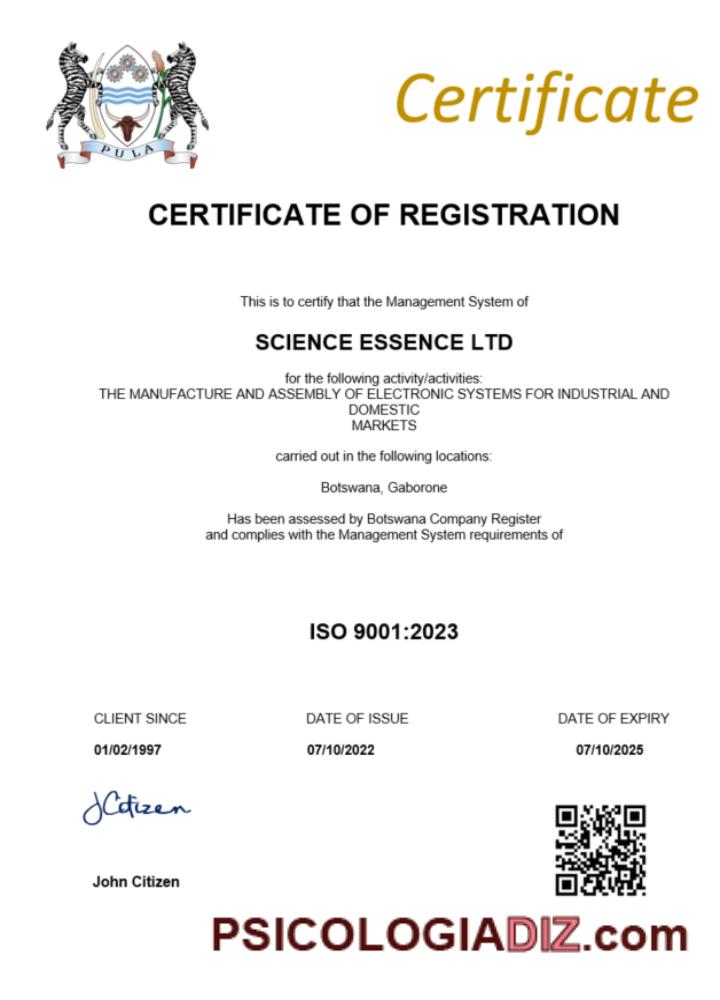 PULA
Certificate
CERTIFICATE OF REGISTRATION
This is to certify that the Management System of
SCIENCE ESSENCE LTD
for the following activity/activities:
THE MANUFACTURE AND ASSEMBLY OF ELECTRONIC SYSTEMS FOR INDUSTRIAL AND
DOMESTIC
MARKETS
carried out in the following locations:
Botswana, Gaborone
Has been assessed by Botswana Company Register
and complies with the Management System requirements of
ISO 9001:2023
CLIENT SINCE DATE OF ISSUE DATE OF EXPIRY
01/02/1997 07/10/2022 07/10/2025
JCitizen
John Citizen
PSICOLOGIADIZ.com